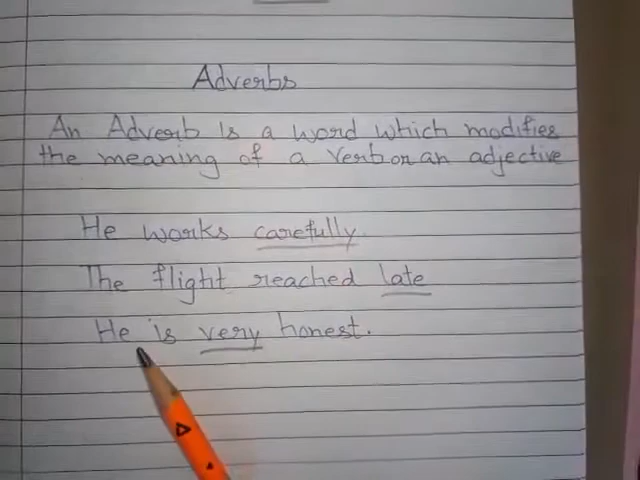 Adverbs
An Adverb is a word which modifies
the meaning of a verb or an adjective
He works carefully.
The flight reached late
He is very honest.